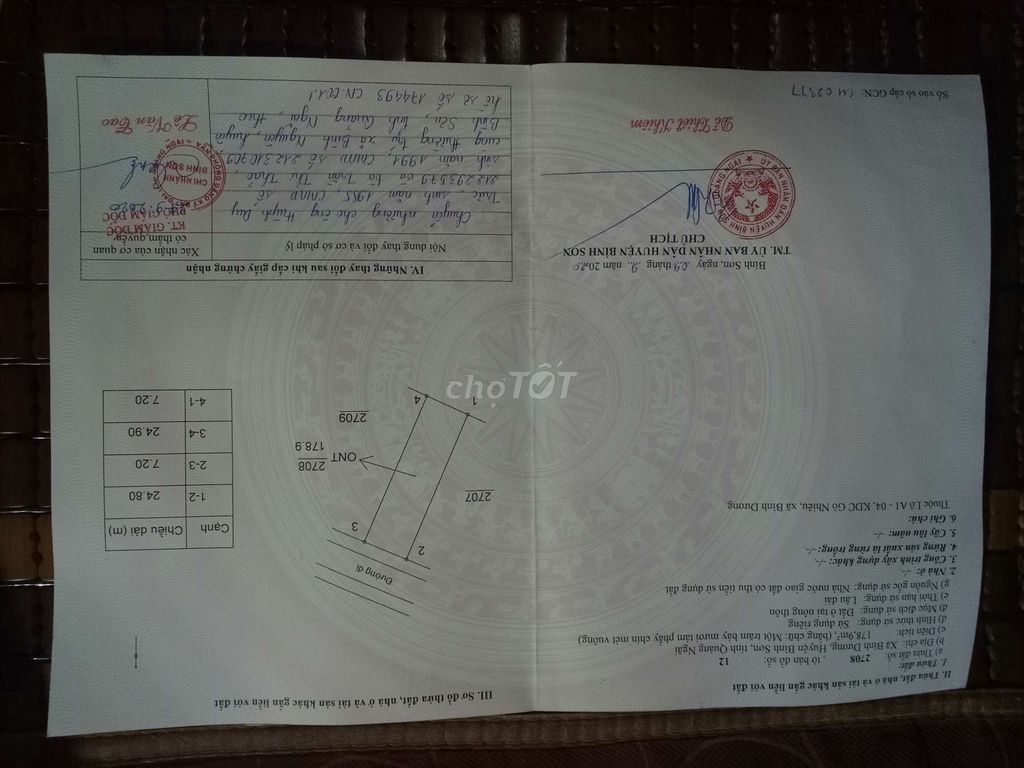 II. Thửa đất, nhà ở và tài sản khác gắn liền với đất
1. Thửa đất:
a) Thửa đất số: 2708 , tờ bản đồ số: 12
b) Địa chỉ: Xã Bình Dương, Huyện Bình Sơn, tỉnh Quảng Ngãi
c) Diện tích: 178,9m², (bằng chữ: Một trăm bảy mươi tám phẩy chín mét vuông)
d) Hình thức sử dụng: Sử dụng riêng
đ) Mục đích sử dụng: Đất ở tại nông thôn
e) Thời hạn sử dụng: Lâu dài
g) Nguồn gốc sử dụng: Nhà nước giao đất có thu tiền sử dụng đất
2. Nhà ở: -/-
3. Công trình xây dựng khác: -/-
4. Rừng sản xuất là rừng trồng: -/-
5. Cây lâu năm: -/-
6. Ghi chú:
Thuộc Lô A1 - 04, KDC Gò Nhiêu, xã Bình Dương
Bình Sơn, ngày 09 tháng 9 năm 2020
TM. ỦY BAN NHÂN DÂN HUYỆN BÌNH SƠN
CHỦ TỊCH
ỦY BAN NHÂN DÂN HUYỆN BÌNH SƠN
QUẢNG NGÃI
Đỗ Thiết Khiêm
Số vào sổ cấp GCN: CH 02377
III. Sơ đồ thửa đất, nhà ở và tài sản khác gắn liền với đất
Đường đi
2
3
2707
ONT
2708
178.9
2709
1
4
Cạnh Chiều dài (m)
1-2 24.80
2-3 7.20
3-4 24.90
4-1 7.20
chợTỐT
IV. Những thay đổi sau khi cấp giấy chứng nhận
Nội dung thay đổi và cơ sở pháp lý
Xác nhận của cơ quan
có thẩm quyền
Chuyển nhượng cho ông Huỳnh Duy
Trúc, sinh năm 1995, CMND số
212293579 và bà Trần Thị Thảo
sinh năm 1991, CMND số 212310709,
cùng thường trú xã Bình Nguyên, huyện
Bình Sơn, tỉnh Quảng Ngãi, theo
hồ sơ số 174493 CN.001.1
KT. GIÁM ĐỐC
PHÓ GIÁM ĐỐC
CHI NHÁNH
BÌNH SƠN
Lê Văn Tạo